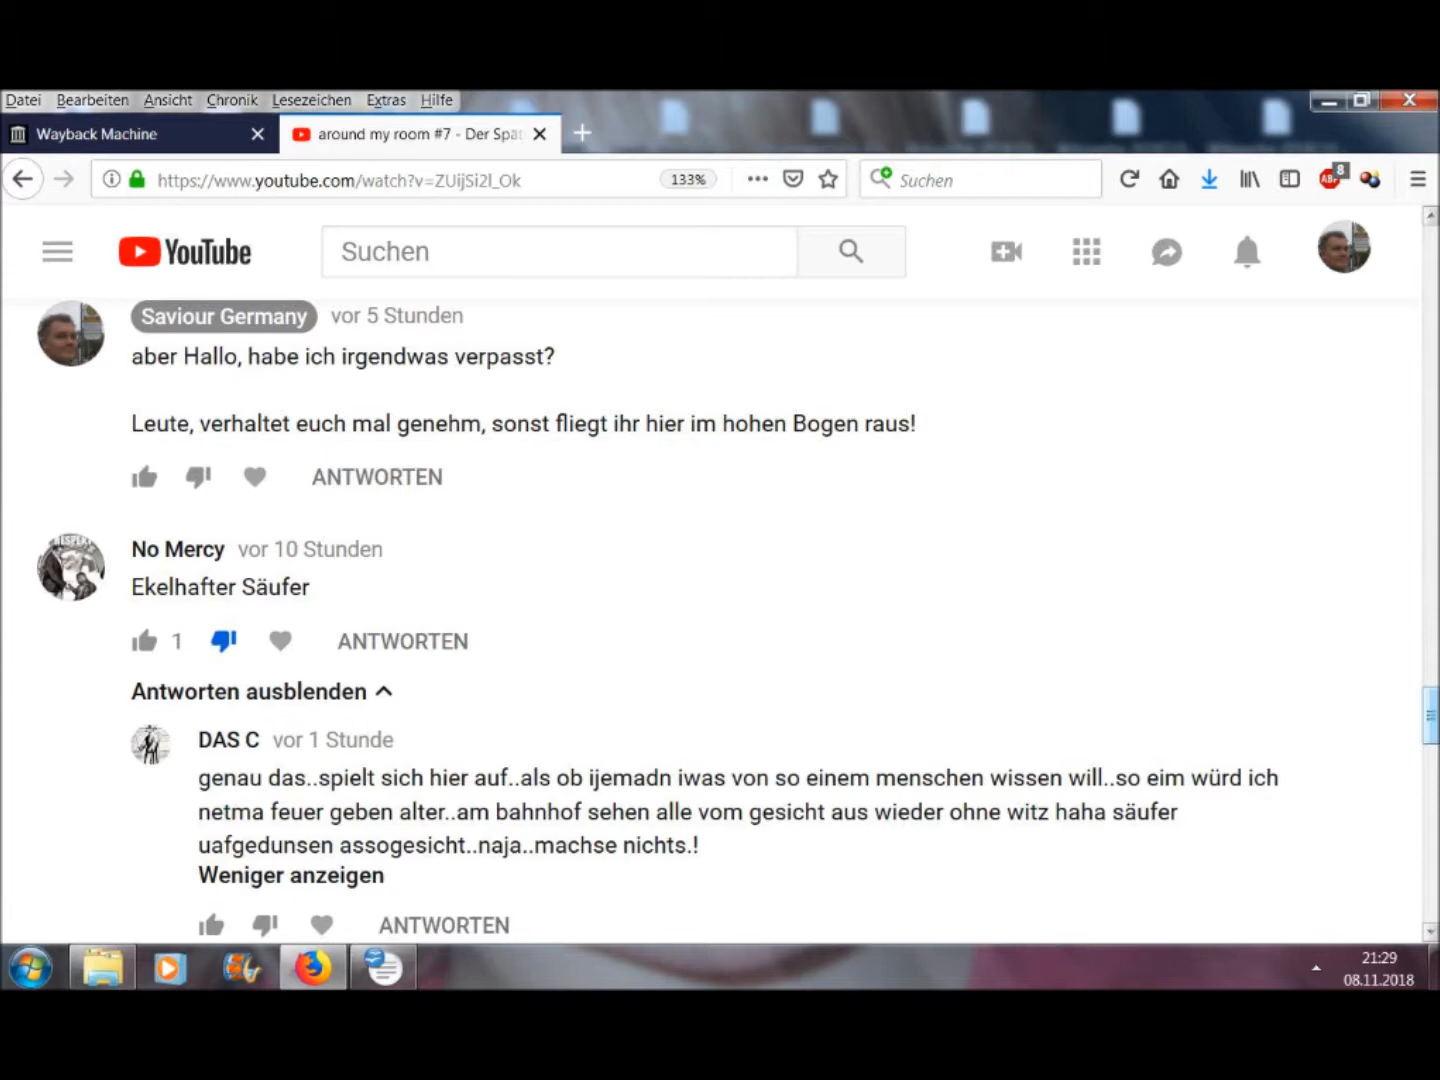 Datei Bearbeiten Ansicht Chronik Lesezeichen Extras Hilfe
Wayback Machine
around my room #7 - Der Spät
https://www.youtube.com/watch?v=ZUijSi2l_Ok
133%
Suchen
ABP
8
YouTube
Suchen
Saviour Germany vor 5 Stunden
aber Hallo, habe ich irgendwas verpasst?
Leute, verhaltet euch mal genehm, sonst fliegt ihr hier im hohen Bogen raus!
ANTWORTEN
No Mercy vor 10 Stunden
Ekelhafter Säufer
1 ANTWORTEN
Antworten ausblenden
DAS C vor 1 Stunde
genau das..spielt sich hier auf..als ob ijemadn iwas von so einem menschen wissen will..so eim würd ich
netma feuer geben alter..am bahnhof sehen alle vom gesicht aus wieder ohne witz haha säufer
uafgedunsen assogesicht..naja..machse nichts.!
Weniger anzeigen
ANTWORTEN
21:29
08.11.2018